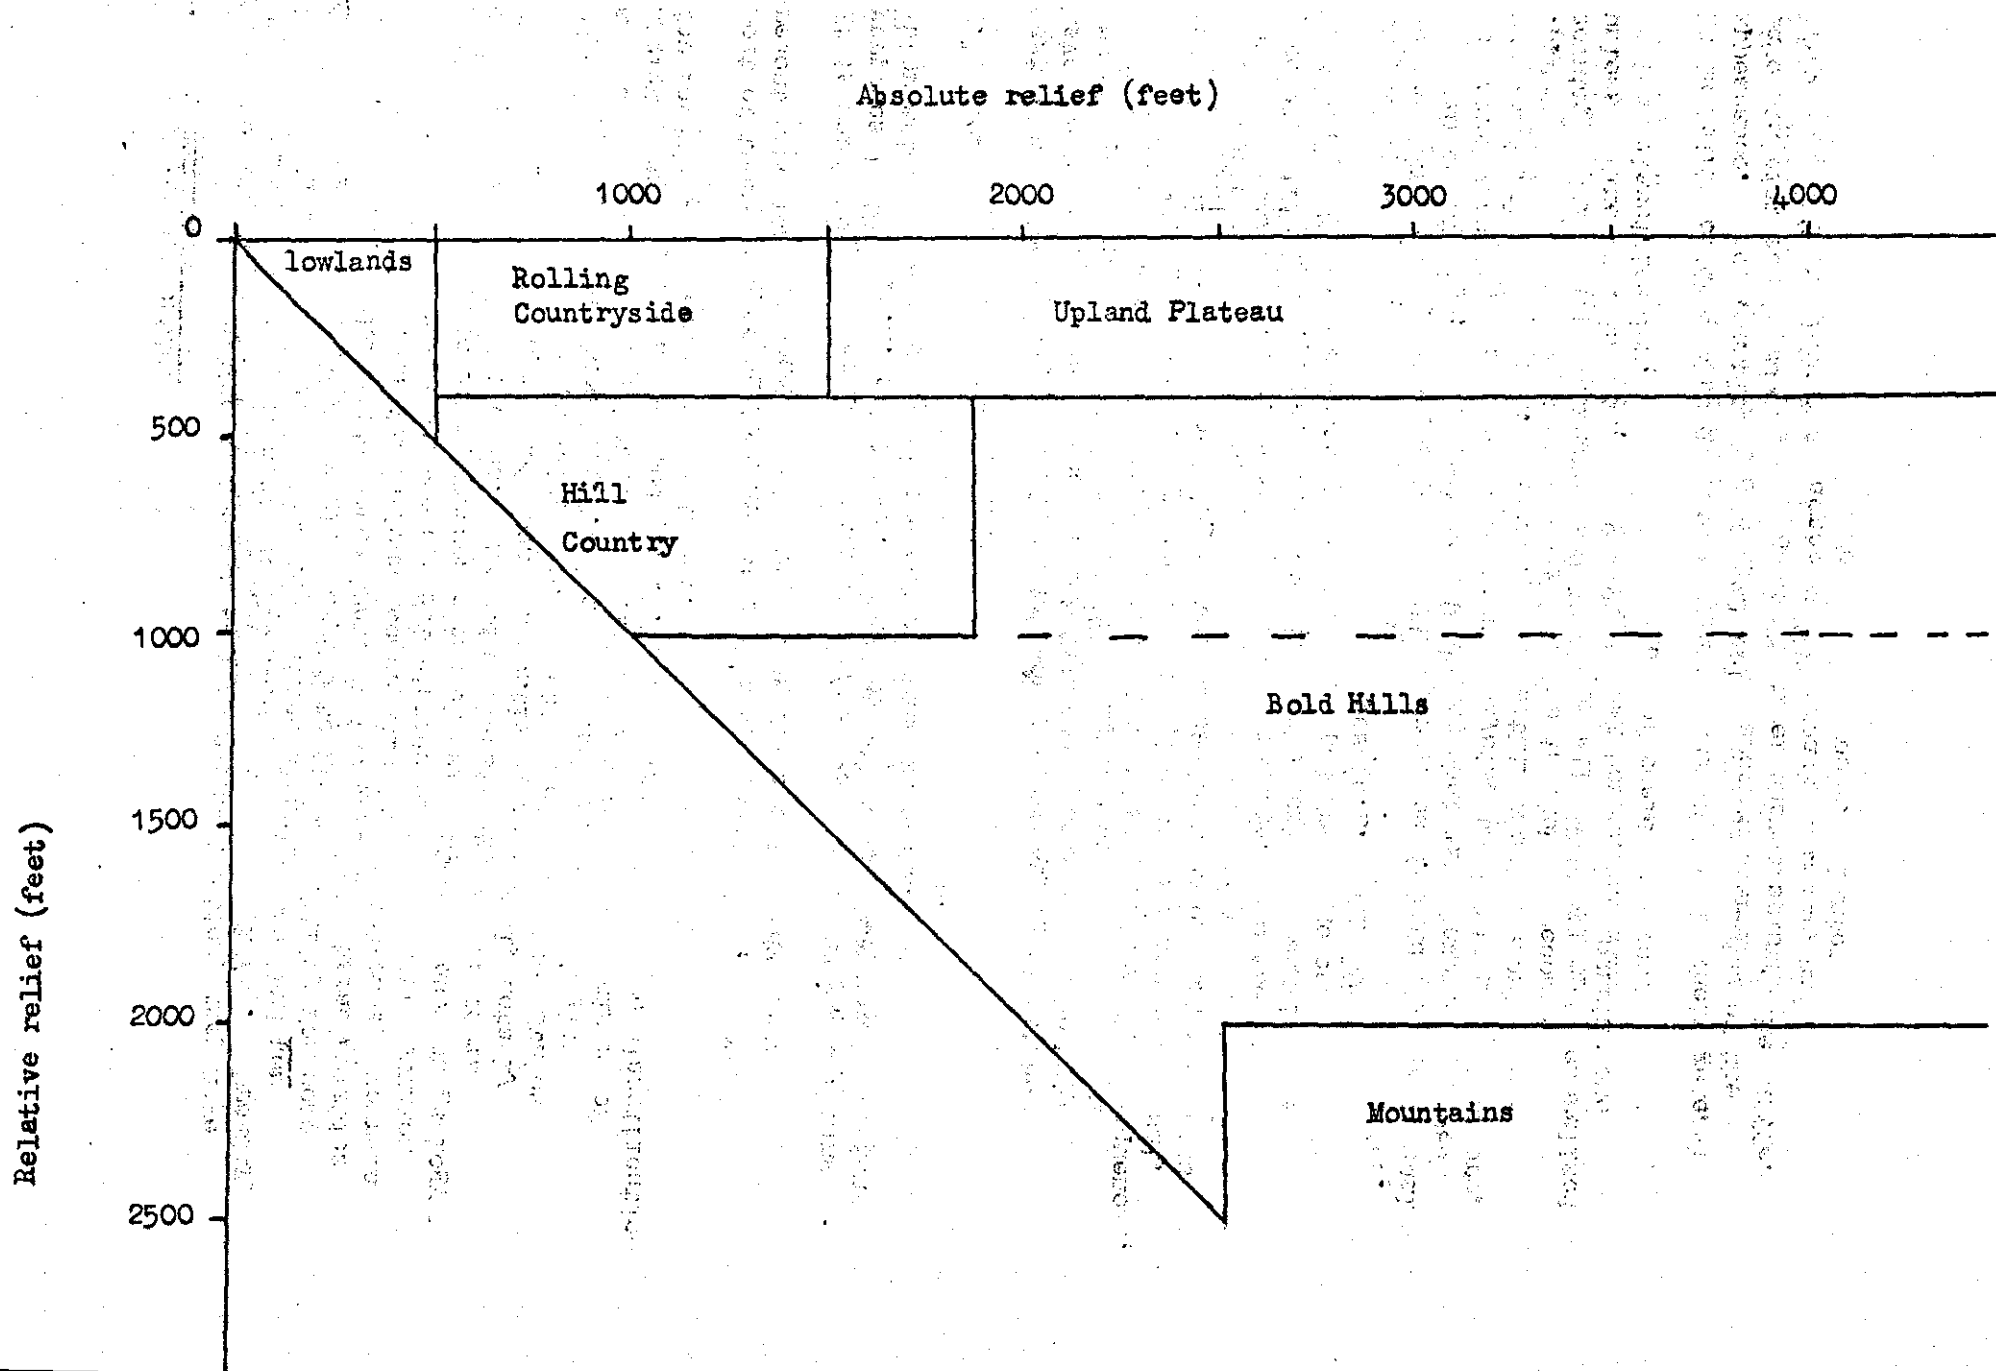 Absolute relief (feet)
1000 2000 3000 4000
0
lowlands
Rolling
Countryside
Upland Plateau
500
Hill
Country
1000
Bold Hills
1500
Relative relief (feet)
2000
Mountains
2500